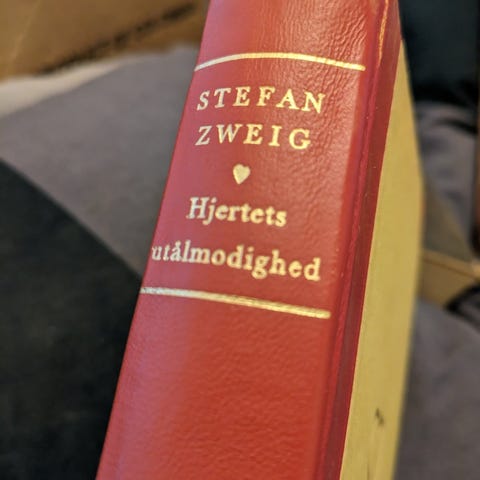 STEFAN
ZWEIG
Hjertets
utålmodighed